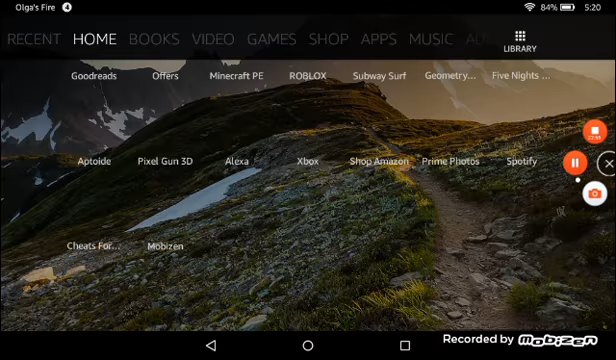 Olga's Fire 4 84% 5:20
RECENT HOME BOOKS VIDEO GAMES SHOP APPS MUSIC AU
LIBRARY
Goodreads Offers Minecraft PE ROBLOX Subway Surf Geometry... Five Nights ...
Aptoide Pixel Gun 3D Alexa Xbox Shop Amazon Prime Photos Spotify
Cheats For... Mobizen
Recorded by mobizen